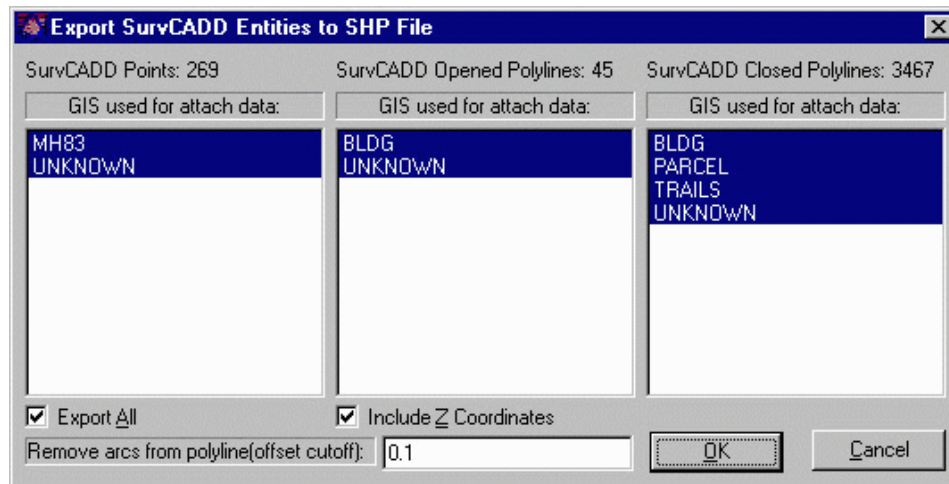 Export SurvCADD Entities to SHP File
SurvCADD Points: 269
SurvCADD Opened Polylines: 45
SurvCADD Closed Polylines: 3467
GIS used for attach data:
GIS used for attach data:
GIS used for attach data:
MH83
UNKNOWN
BLDG
UNKNOWN
BLDG
PARCEL
TRAILS
UNKNOWN
Export All
Include Z Coordinates
Remove arcs from polyline(offset cutoff):
0.1
OK
Cancel